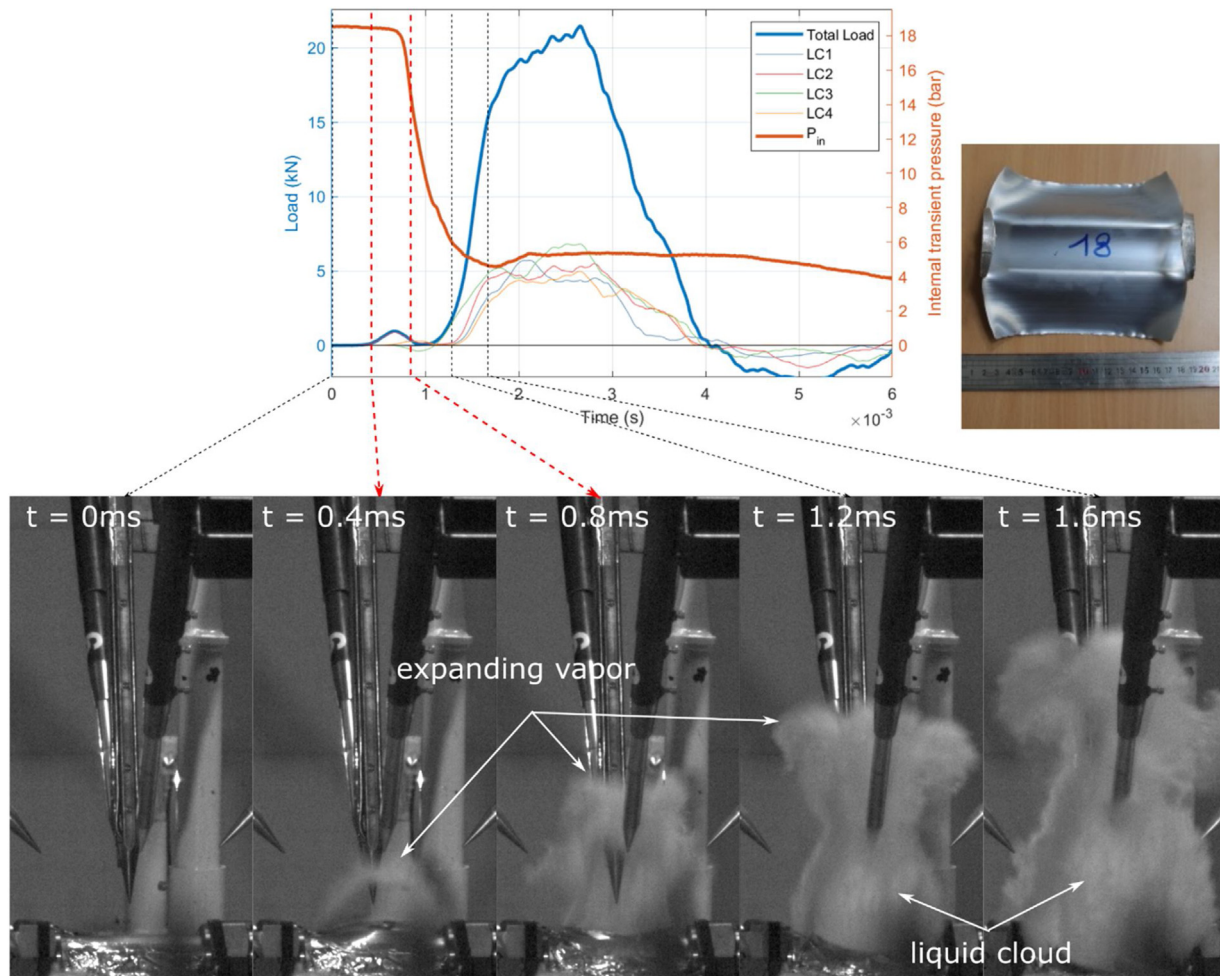 Load (kN)
20
15
10
5
0
0
1
2
3
4
5
6
Time (s)
×10⁻³
Total Load
LC1
LC2
LC3
LC4
P_in
18
16
14
12
10
8
6
4
2
0
Internal transient pressure (bar)
18
t = 0ms
t = 0.4ms
t = 0.8ms
t = 1.2ms
t = 1.6ms
expanding vapor
liquid cloud